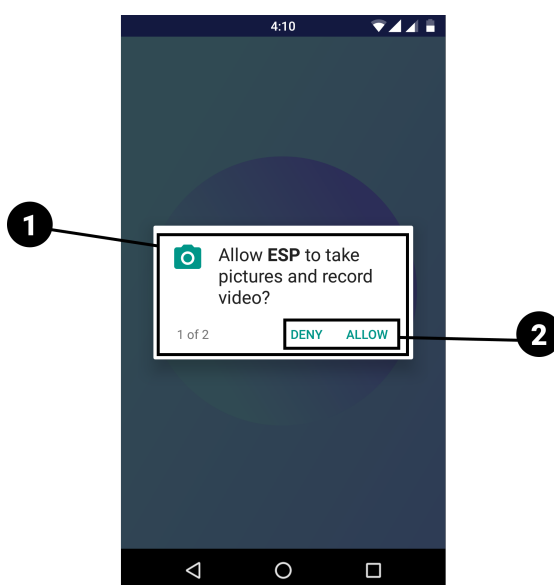 4:10
1
Allow ESP to take
pictures and record
video?
1 of 2
DENY ALLOW
2